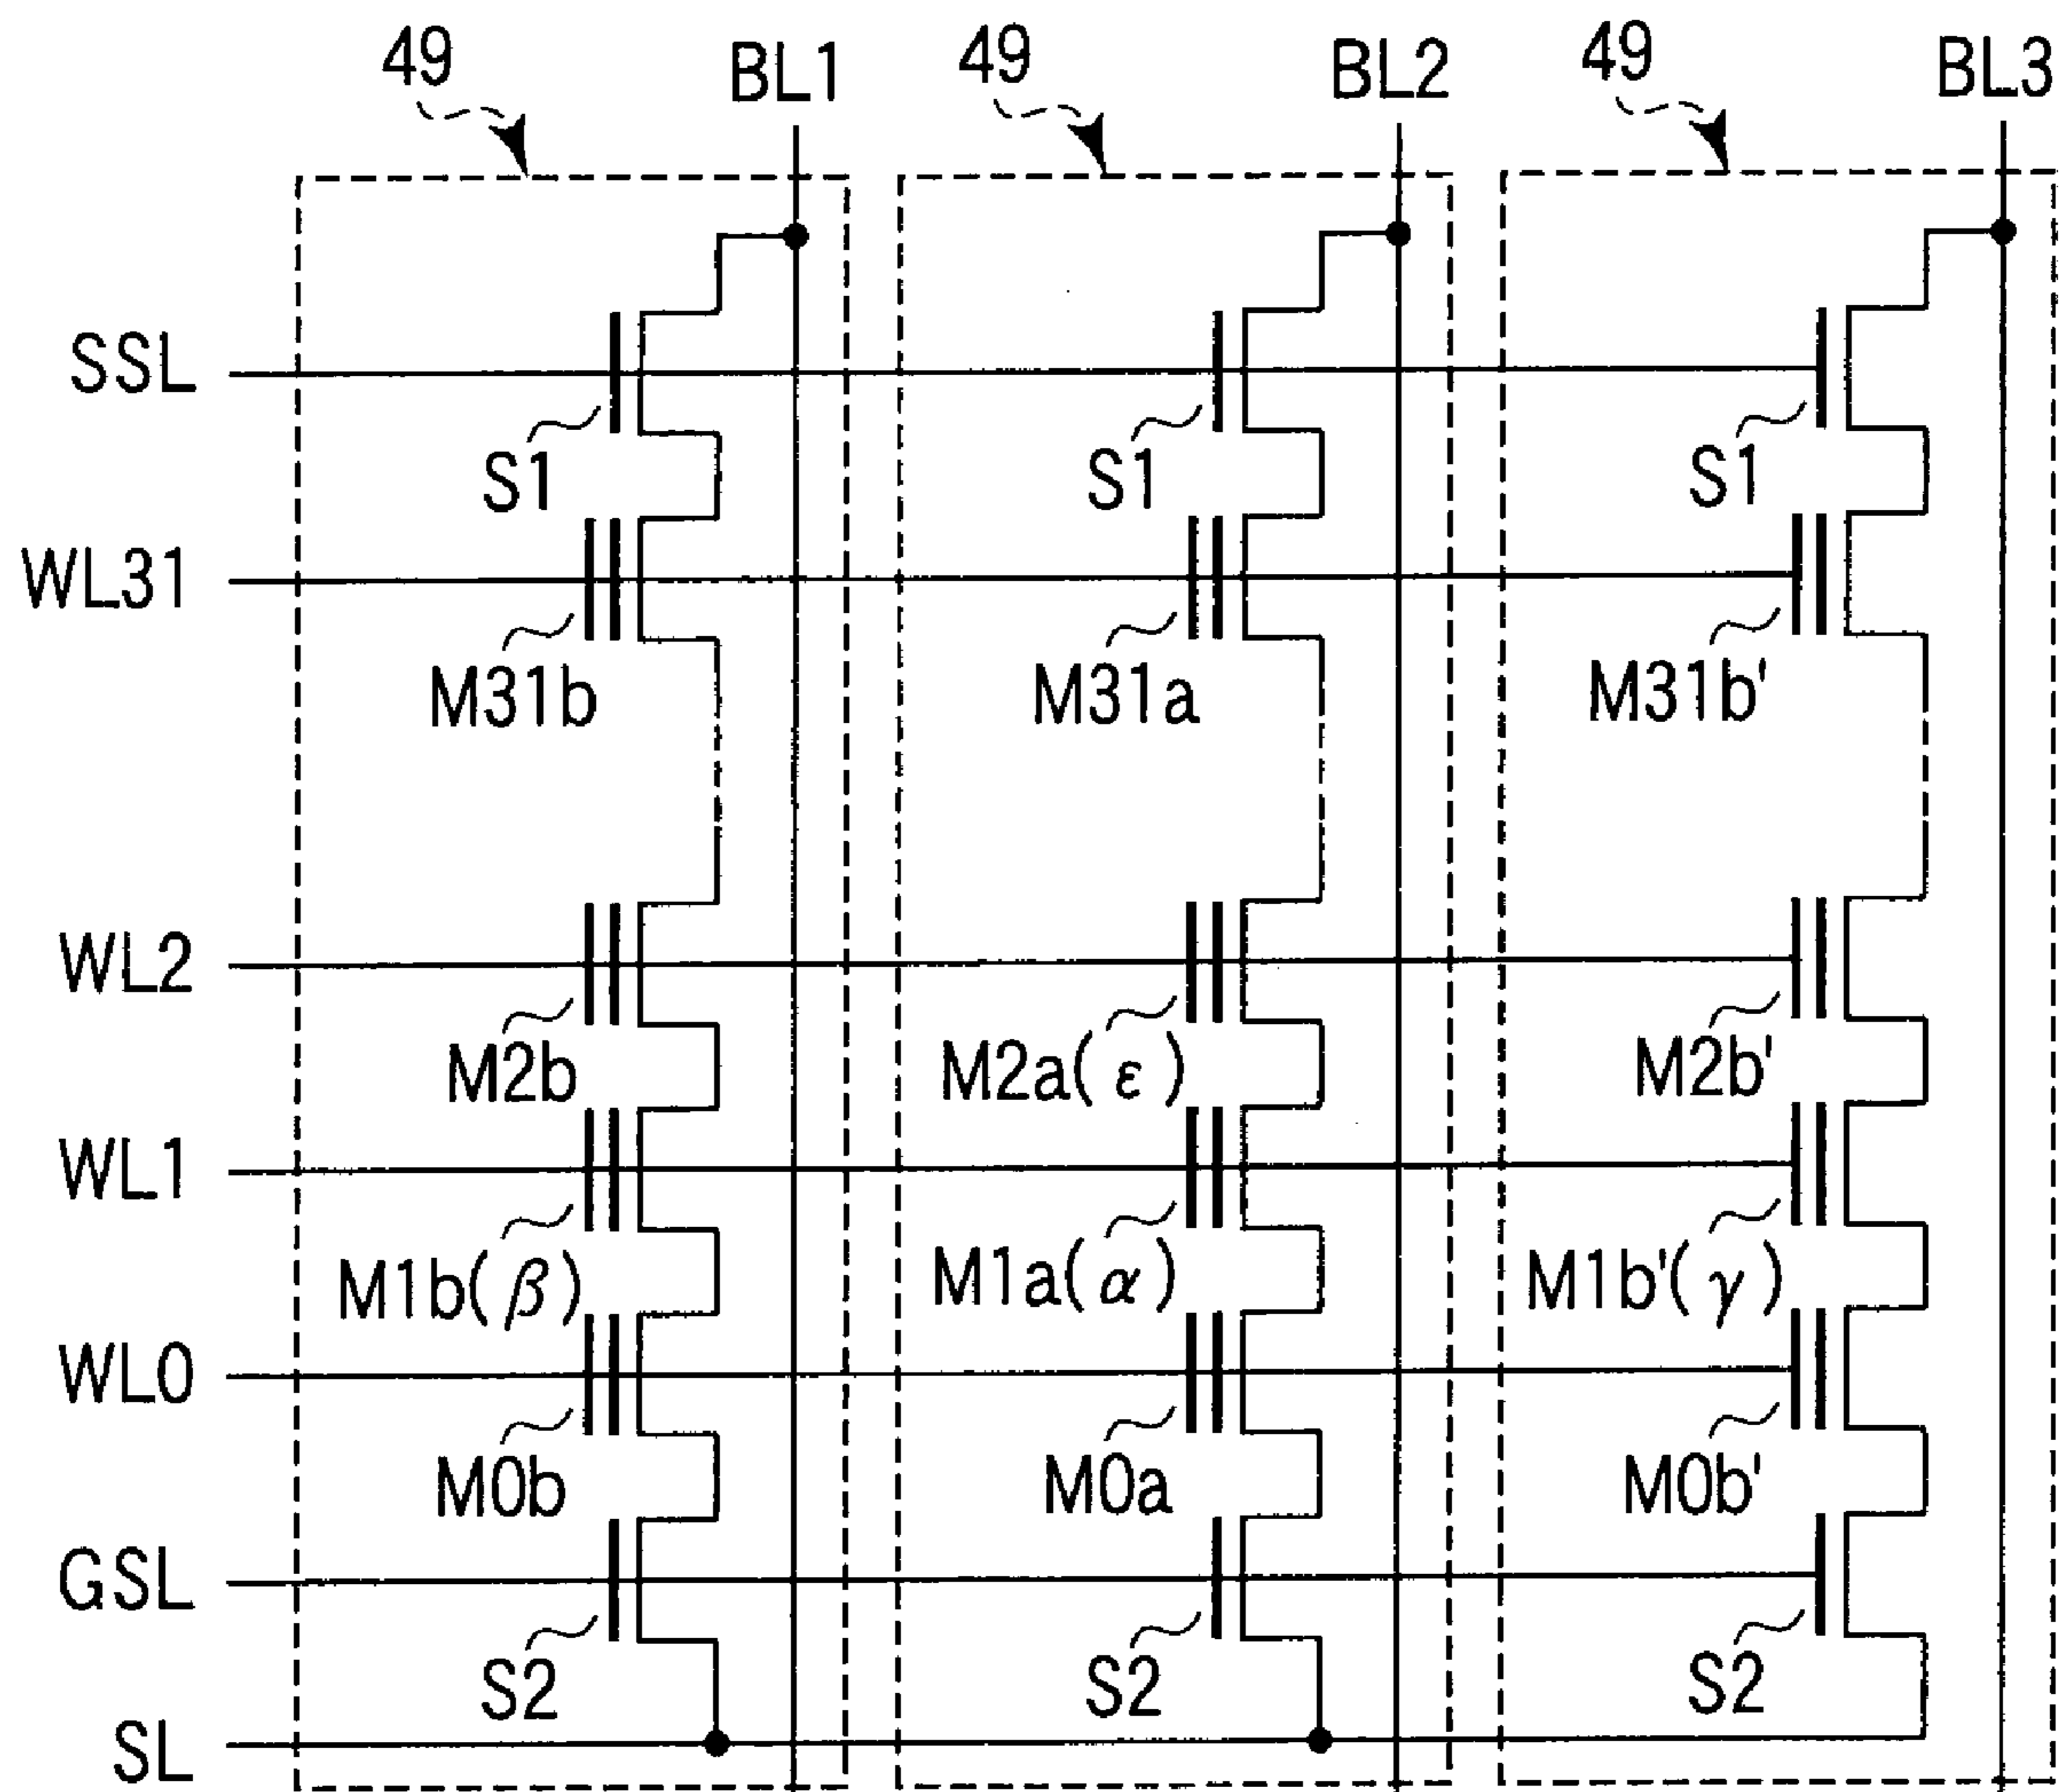 49 BL1 49 BL2 49 BL3
SSL
S1 S1 S1
WL31
M31b M31a M31b'
WL2
M2b M2a(ε) M2b'
WL1
M1b(β) M1a(α) M1b'(γ)
WL0
M0b M0a M0b'
GSL
S2 S2 S2
SL